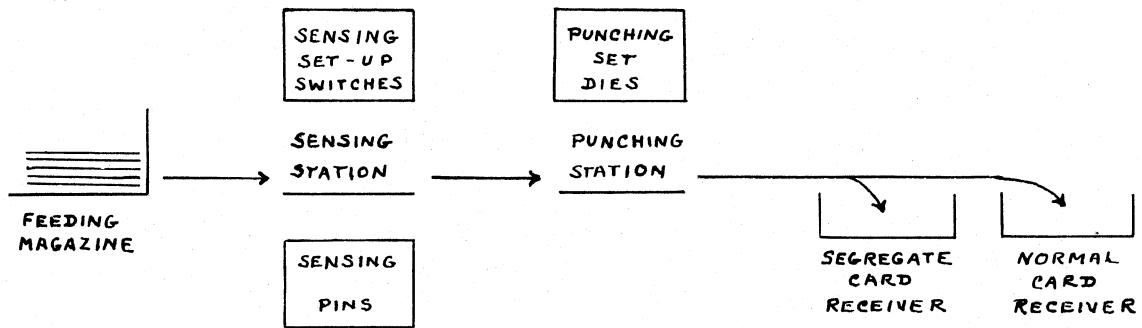 SENSING
SET-UP
SWITCHES
PUNCHING
SET
DIES
SENSING
STATION
PUNCHING
STATION
FEEDING
MAGAZINE
SENSING
PINS
SEGREGATE
CARD
RECEIVER
NORMAL
CARD
RECEIVER